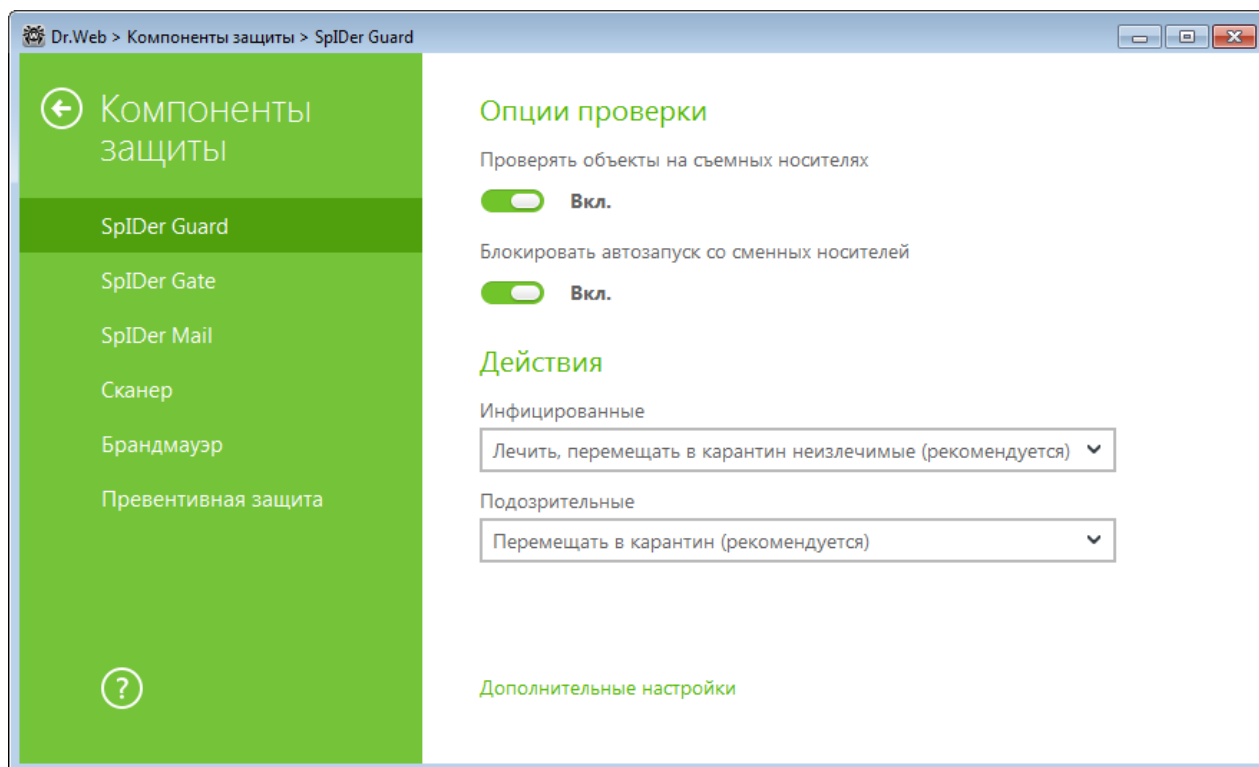 Dr.Web > Компоненты защиты > SpIDer Guard
Компоненты
защиты
SpIDer Guard
SpIDer Gate
SpIDer Mail
Сканер
Брандмауэр
Превентивная защита
?
Опции проверки
Проверять объекты на съемных носителях
Вкл.
Блокировать автозапуск со сменных носителей
Вкл.
Действия
Инфицированные
Лечить, перемещать в карантин неизлечимые (рекомендуется)
Подозрительные
Перемещать в карантин (рекомендуется)
Дополнительные настройки